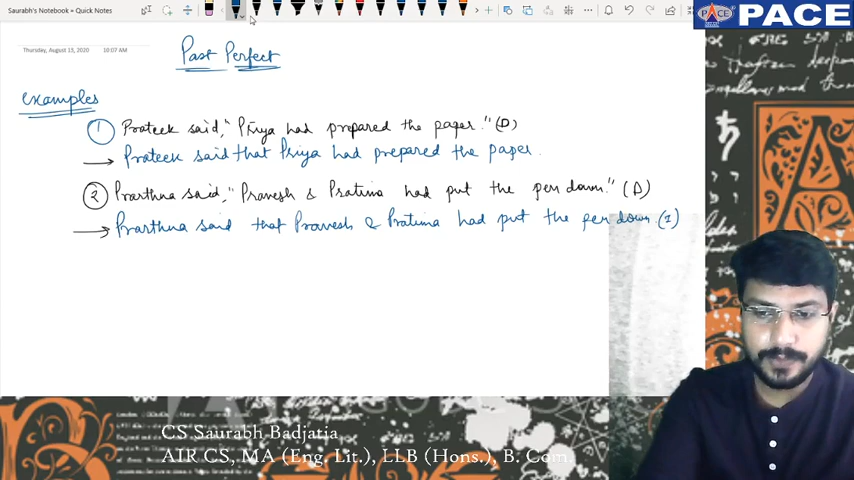 Saurabh's Notebook » Quick Notes
PACE
PACE
Thursday, August 13, 2020 10:07 AM
Past Perfect
examples
1 Prateek said, "Priya had prepared the paper." (D)
→ Prateek said that Priya had prepared the paper.
2 Prarthna said, "Pravesh & Pratima had put the pen down." (D)
→ Prarthna said that Pravesh & Pratima had put the pen down. (I)
CS Saurabh Badjatia
AIR CS, MA (Eng. Lit.), LLB (Hons.), B. Com.